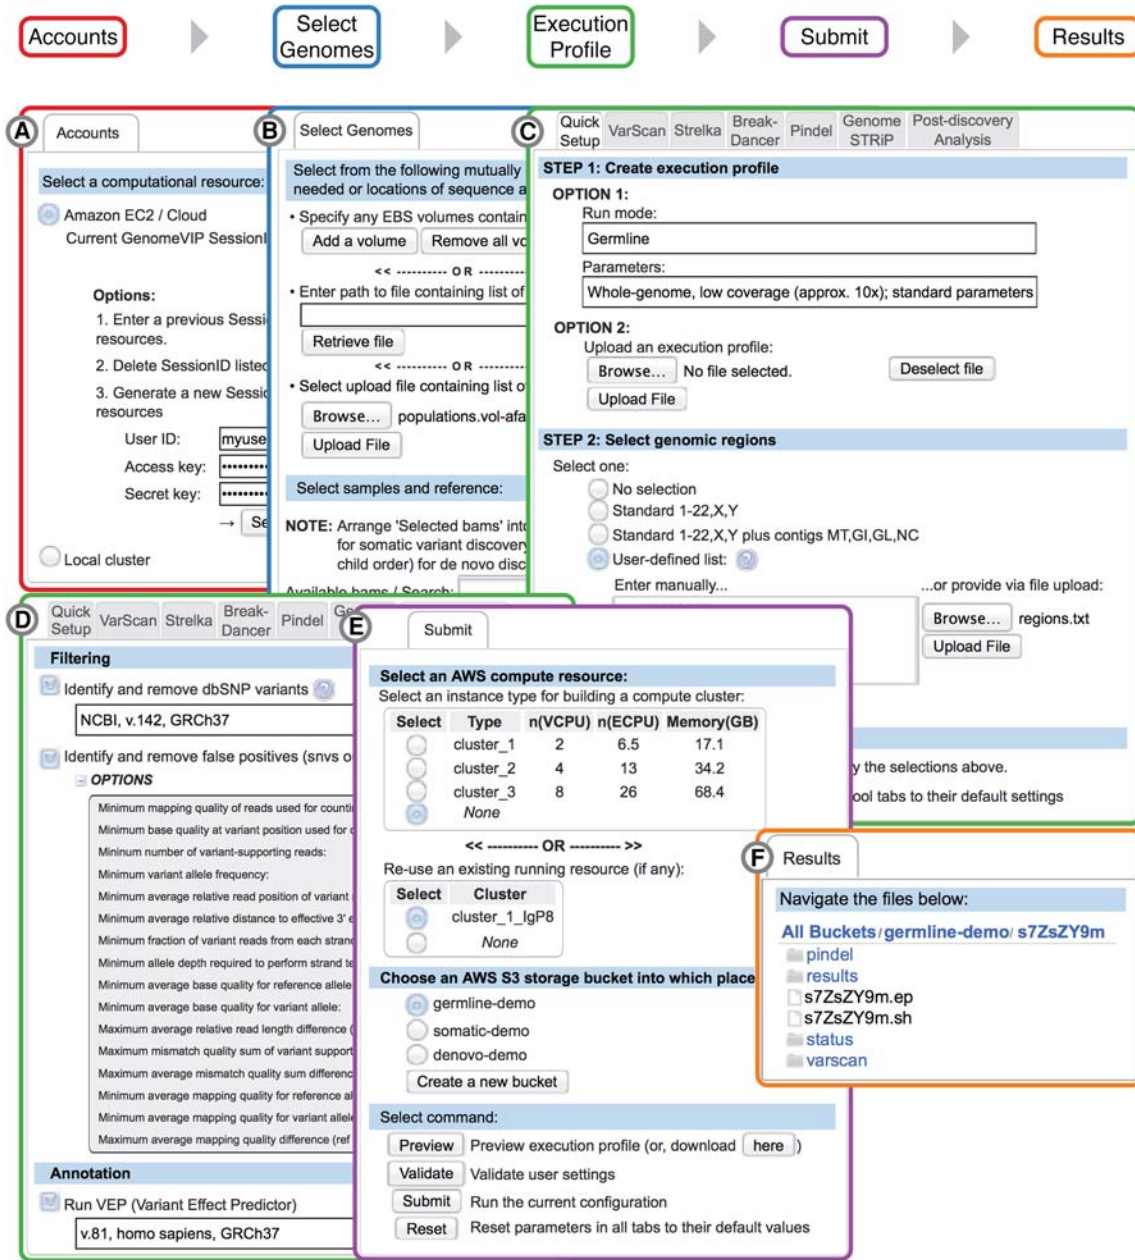 Accounts
Select
Genomes
Execution
Profile
Submit
Results
A
Accounts
Select a computational resource:
Amazon EC2 / Cloud
Current GenomeVIP SessionI
Options:
1. Enter a previous Sessi
resources.
2. Delete SessionID listed
3. Generate a new Sessi
resources
User ID: myuse
Access key: ••••••••••
Secret key: ••••••••••
→ Se
Local cluster
B
Select Genomes
Select from the following mutually
needed or locations of sequence a
• Specify any EBS volumes contain
Add a volume Remove all vo
<< ---------- OR --------
• Enter path to file containing list of
Retrieve file
<< ---------- OR --------
• Select upload file containing list of
Browse... populations.vol-afa
Upload File
Select samples and reference:
NOTE: Arrange 'Selected bams' into
for somatic variant discovery
child order) for de novo disc
Available bams / Search:
C
Quick Setup VarScan Strelka Break-Dancer Pindel Genome STRiP Post-discovery Analysis
STEP 1: Create execution profile
OPTION 1:
Run mode:
Germline
Parameters:
Whole-genome, low coverage (approx. 10x); standard parameters
OPTION 2:
Upload an execution profile:
Browse... No file selected. Deselect file
Upload File
STEP 2: Select genomic regions
Select one:
No selection
Standard 1-22,X,Y
Standard 1-22,X,Y plus contigs MT,GI,GL,NC
User-defined list: ?
Enter manually... ...or provide via file upload:
Browse... regions.txt
Upload File
y the selections above.
ool tabs to their default settings
D
Quick Setup VarScan Strelka Break-Dancer Pindel Ge
Filtering
Identify and remove dbSNP variants ?
NCBI, v.142, GRCh37
Identify and remove false positives (snvs o
OPTIONS
Minimum mapping quality of reads used for counti
Minimum base quality at variant position used for c
Mininum number of variant-supporting reads:
Minimum variant allele frequency:
Minimum average relative read position of variant
Minimum average relative distance to effective 3' e
Minimum fraction of variant reads from each strand
Minimum allele depth required to perform strand te
Minimum average base quality for reference allele
Minimum average base quality for variant allele:
Maximum average relative read length difference (
Maximum mismatch quality sum of variant support
Maximum average mismatch quality sum differenc
Minimum average mapping quality for reference al
Minimum average mapping quality for variant allele
Maximum average mapping quality difference (ref
Annotation
Run VEP (Variant Effect Predictor)
v.81, homo sapiens, GRCh37
E
Submit
Select an AWS compute resource:
Select an instance type for building a compute cluster:
Select Type n(VCPU) n(ECPU) Memory(GB)
cluster_1 2 6.5 17.1
cluster_2 4 13 34.2
cluster_3 8 26 68.4
None
<< ---------- OR ---------- >>
Re-use an existing running resource (if any):
Select Cluster
cluster_1_IgP8
None
Choose an AWS S3 storage bucket into which place
germline-demo
somatic-demo
denovo-demo
Create a new bucket
Select command:
Preview Preview execution profile (or, download here )
Validate Validate user settings
Submit Run the current configuration
Reset Reset parameters in all tabs to their default values
F
Results
Navigate the files below:
All Buckets/germline-demo/s7ZsZY9m
pindel
results
s7ZsZY9m.ep
s7ZsZY9m.sh
status
varscan